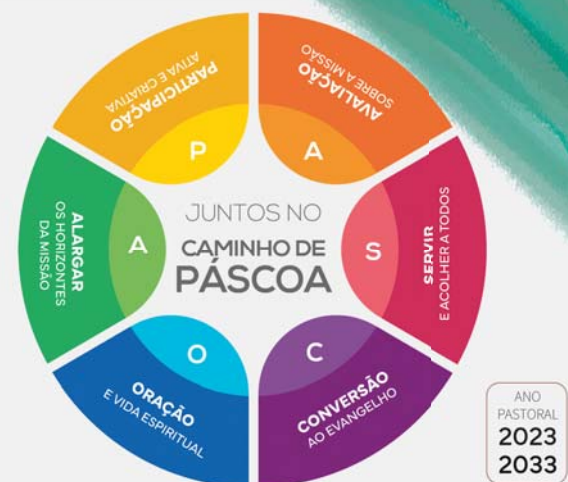 PARTICIPAÇÃO
ATIVA E CRIATIVA
P
AVALIAÇÃO
SOBRE A MISSÃO
A
SERVIR
E ACOLHER A TODOS
S
CONVERSÃO
AO EVANGELHO
C
ORAÇÃO
E VIDA ESPIRITUAL
O
ALARGAR
OS HORIZONTES
DA MISSÃO
A
JUNTOS NO
CAMINHO DE
PÁSCOA
ANO
PASTORAL
2023
2033